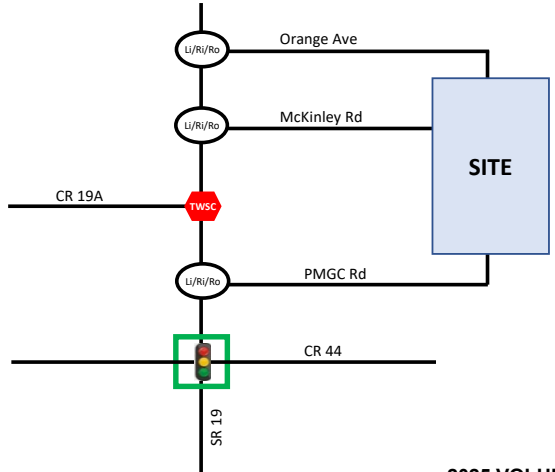 Orange Ave
Li/Ri/Ro
McKinley Rd
Li/Ri/Ro
SITE
CR 19A
TWSC
PMGC Rd
Li/Ri/Ro
CR 44
SR 19